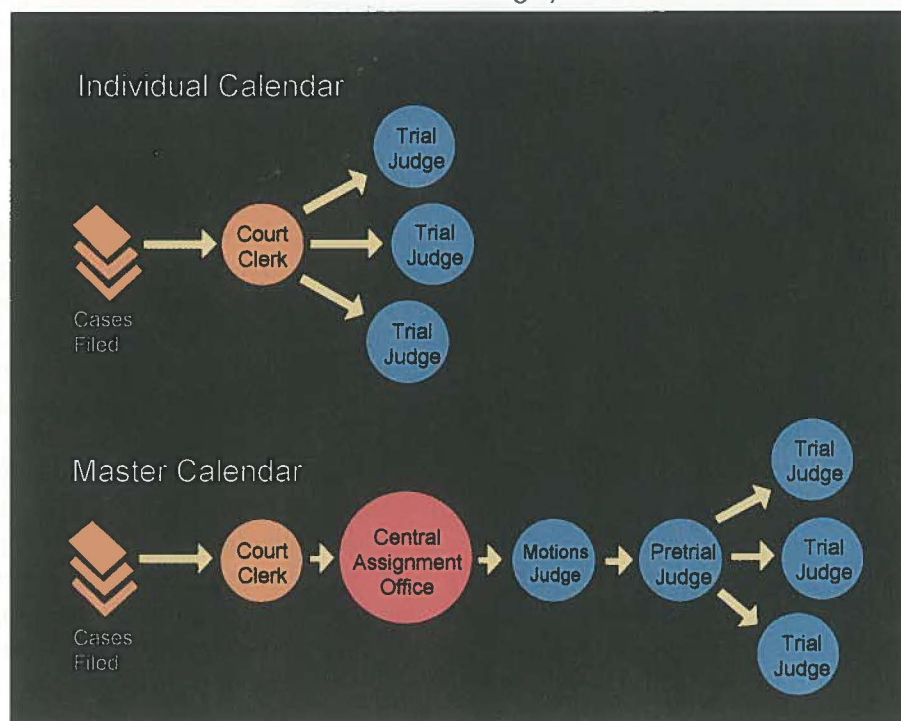 Individual Calendar
Trial
Judge
Court
Clerk
Trial
Judge
Trial
Judge
Cases
Filed
Master Calendar
Trial
Judge
Court
Clerk
Central
Assignment
Office
Motions
Judge
Pretrial
Judge
Trial
Judge
Trial
Judge
Cases
Filed